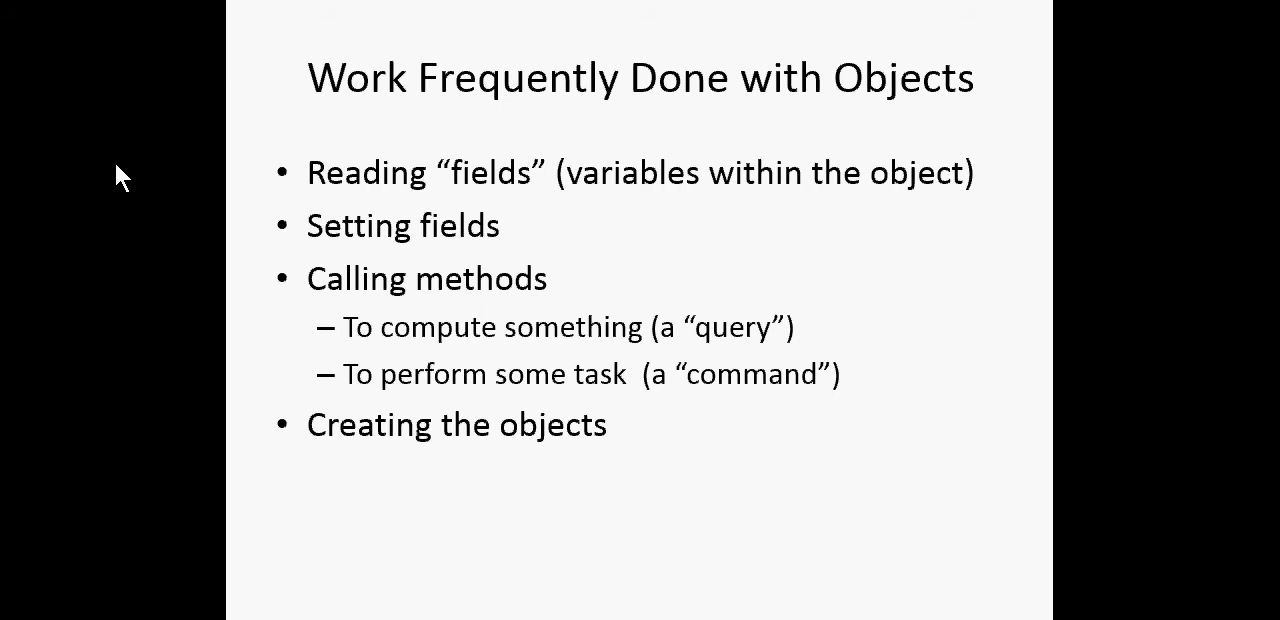 Work Frequently Done with Objects
• Reading “fields” (variables within the object)
• Setting fields
• Calling methods
– To compute something (a “query”)
– To perform some task  (a “command”)
• Creating the objects